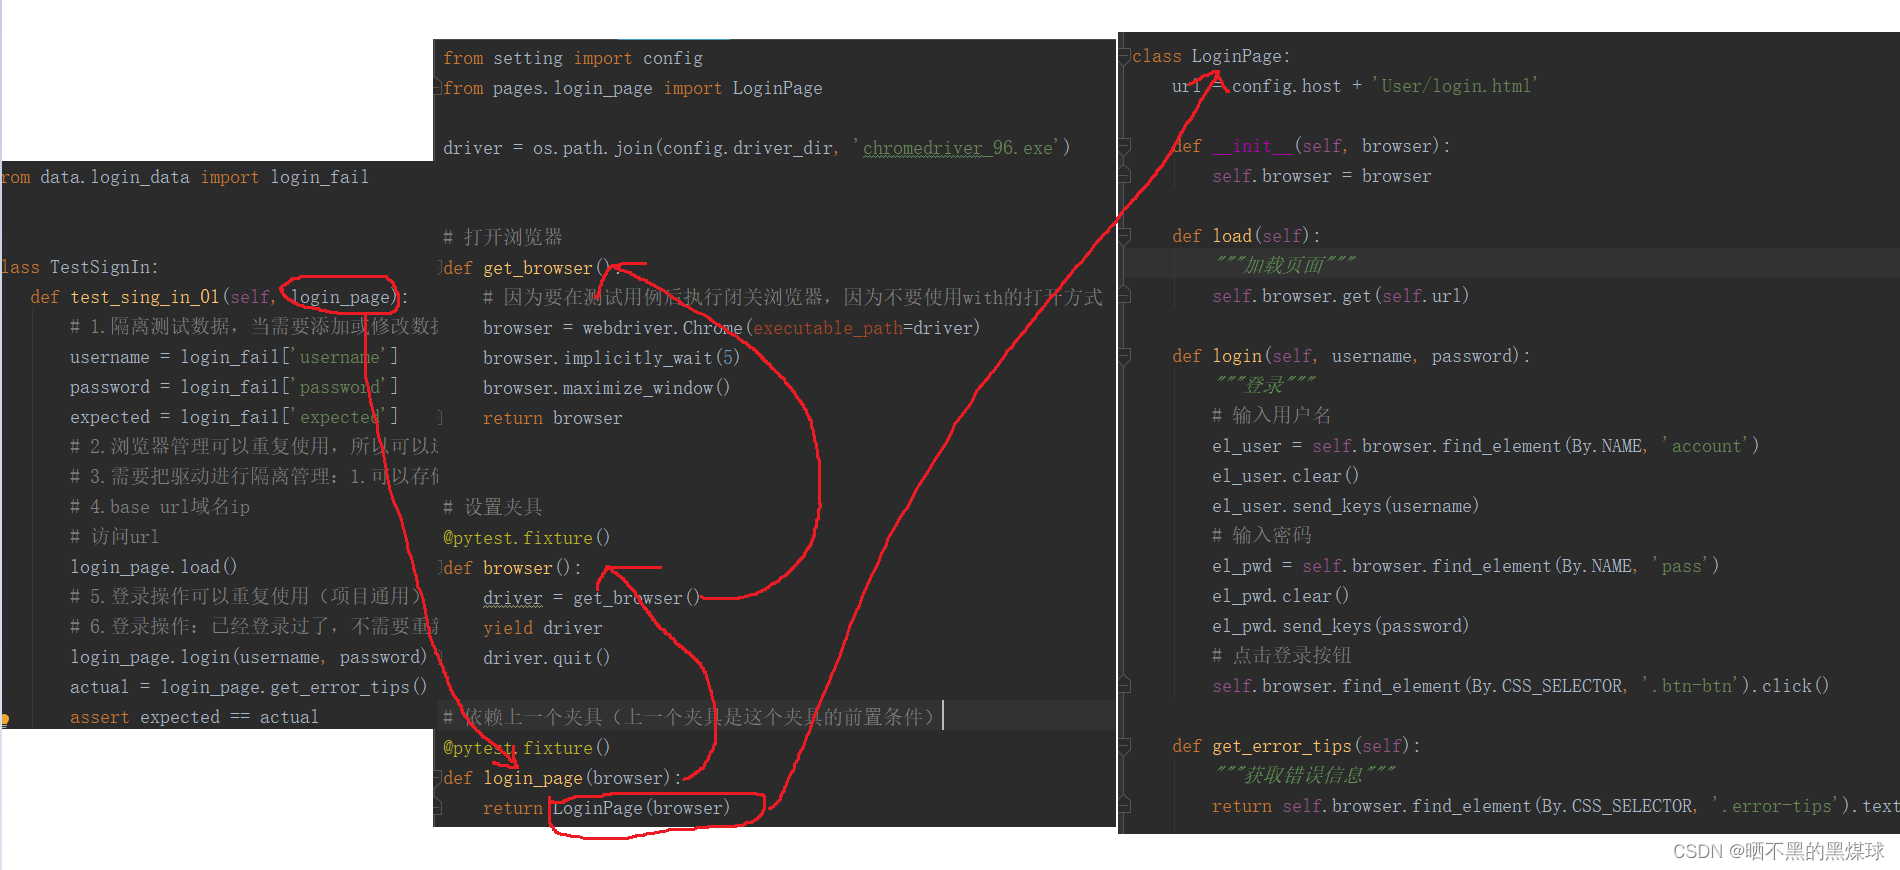 rom data.login_data import login_fail
lass TestSignIn:
def test_sing_in_01(self, login_page):
# 1.隔离测试数据，当需要添加或修改数
username = login_fail['username']
password = login_fail['password']
expected = login_fail['expected']
# 2.浏览器管理可以重复使用，所以可以
# 3.需要把驱动进行隔离管理：1.可以存
# 4.base url域名ip
# 访问url
login_page.load()
# 5.登录操作可以重复使用（项目通用）
# 6.登录操作：已经登录过了，不需要重
login_page.login(username, password)
actual = login_page.get_error_tips()
assert expected == actual
from setting import config
from pages.login_page import LoginPage
driver = os.path.join(config.driver_dir, 'chromedriver_96.exe')
# 打开浏览器
def get_browser():
# 因为要在测试用例后执行闭关浏览器，因为不要使用with的打开方式
browser = webdriver.Chrome(executable_path=driver)
browser.implicitly_wait(5)
browser.maximize_window()
return browser
# 设置夹具
@pytest.fixture()
def browser():
driver = get_browser()
yield driver
driver.quit()
# 依赖上一个夹具（上一个夹具是这个夹具的前置条件）
@pytest.fixture()
def login_page(browser):
return LoginPage(browser)
class LoginPage:
url = config.host + 'User/login.html'
def __init__(self, browser):
self.browser = browser
def load(self):
"""加载页面"""
self.browser.get(self.url)
def login(self, username, password):
"""登录"""
# 输入用户名
el_user = self.browser.find_element(By.NAME, 'account')
el_user.clear()
el_user.send_keys(username)
# 输入密码
el_pwd = self.browser.find_element(By.NAME, 'pass')
el_pwd.clear()
el_pwd.send_keys(password)
# 点击登录按钮
self.browser.find_element(By.CSS_SELECTOR, '.btn-btn').click()
def get_error_tips(self):
"""获取错误信息"""
return self.browser.find_element(By.CSS_SELECTOR, '.error-tips').text
CSDN @晒不黑的黑煤球